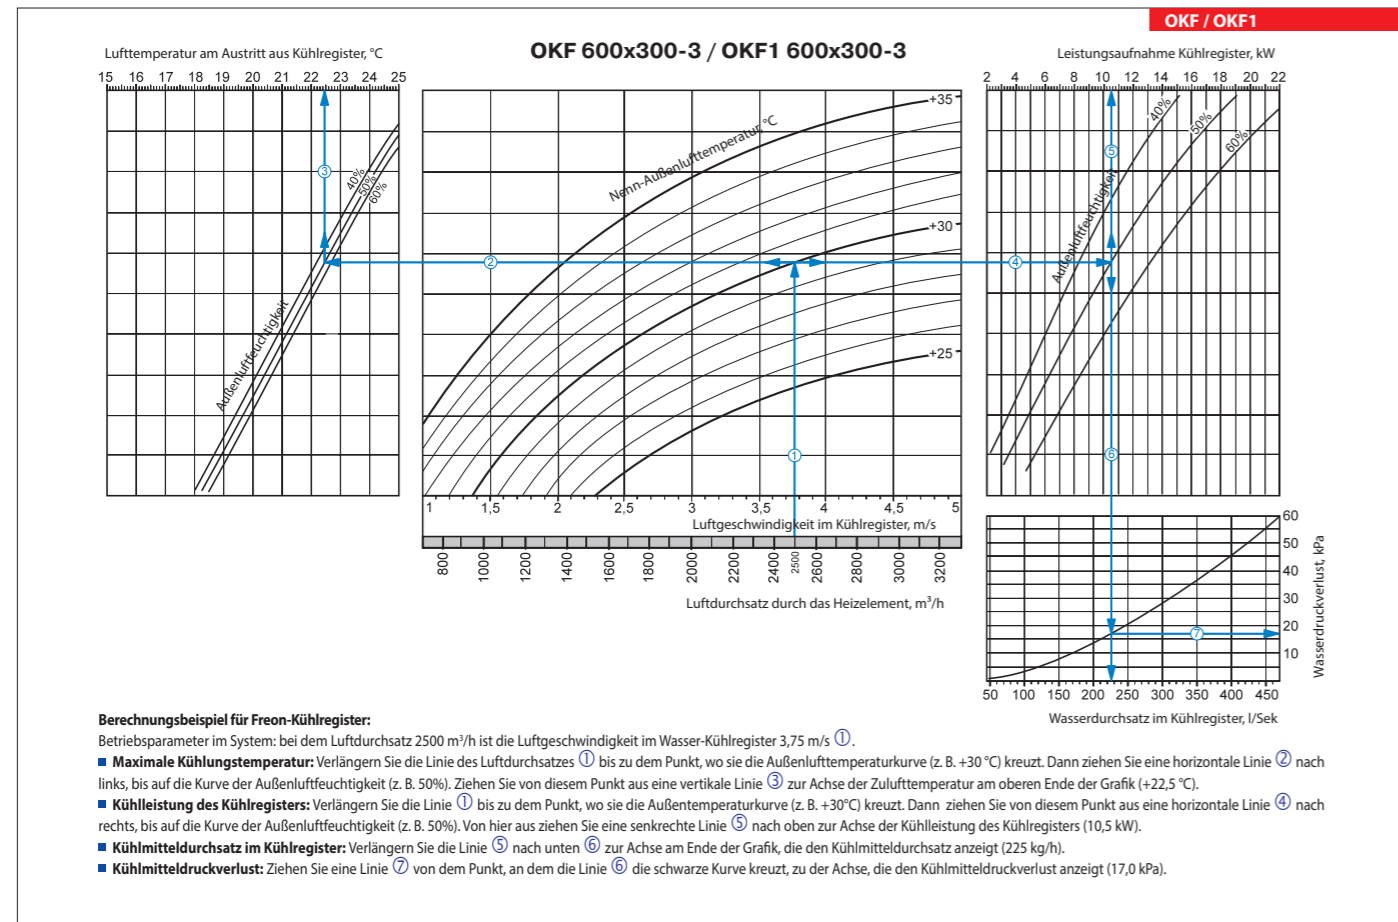 OKF / OKF1
OKF 600x300-3 / OKF1 600x300-3
Lufttemperatur am Austritt aus Kühlregister, °C
15 16 17 18 19 20 21 22 23 24 25
40%
50%
60%
Außenluftfeuchtigkeit
3
2
Nenn-Außenlufttemperatur, °C
+35
+30
+25
1
1 1,5 2 2,5 3 3,5 4 4,5 5
Luftgeschwindigkeit im Kühlregister, m/s
800 1000 1200 1400 1600 1800 2000 2200 2400 2500 2600 2800 3000 3200
Luftdurchsatz durch das Heizelement, m³/h
Leistungsaufnahme Kühlregister, kW
2 4 6 8 10 12 14 16 18 20 22
40%
50%
60%
Außenluftfeuchtigkeit
5
4
6
60
50
40
30
20
10
7
Wasserdruckverlust, kPa
50 100 150 200 250 300 350 400 450
Wasserdurchsatz im Kühlregister, l/Sek
Berechnungsbeispiel für Freon-Kühlregister:
Betriebsparameter im System: bei dem Luftdurchsatz 2500 m³/h ist die Luftgeschwindigkeit im Wasser-Kühlregister 3,75 m/s ①.
■ Maximale Kühlungstemperatur: Verlängern Sie die Linie des Luftdurchsatzes ① bis zu dem Punkt, wo sie die Außenlufttemperaturkurve (z. B. +30 °C) kreuzt. Dann ziehen Sie eine horizontale Linie ② nach
links, bis auf die Kurve der Außenluftfeuchtigkeit (z. B. 50%). Ziehen Sie von diesem Punkt aus eine vertikale Linie ③ zur Achse der Zulufttemperatur am oberen Ende der Grafik (+22,5 °C).
■ Kühlleistung des Kühlregisters: Verlängern Sie die Linie ① bis zu dem Punkt, wo sie die Außentemperaturkurve (z. B. +30°C) kreuzt. Dann ziehen Sie von diesem Punkt aus eine horizontale Linie ④ nach
rechts, bis auf die Kurve der Außenluftfeuchtigkeit (z. B. 50%). Von hier aus ziehen Sie eine senkrechte Linie ⑤ nach oben zur Achse der Kühlleistung des Kühlregisters (10,5 kW).
■ Kühlmitteldurchsatz im Kühlregister: Verlängern Sie die Linie ⑤ nach unten ⑥ zur Achse am Ende der Grafik, die den Kühlmitteldurchsatz anzeigt (225 kg/h).
■ Kühlmitteldruckverlust: Ziehen Sie eine Linie ⑦ von dem Punkt, an dem die Linie ⑥ die schwarze Kurve kreuzt, zu der Achse, die den Kühlmitteldruckverlust anzeigt (17,0 kPa).